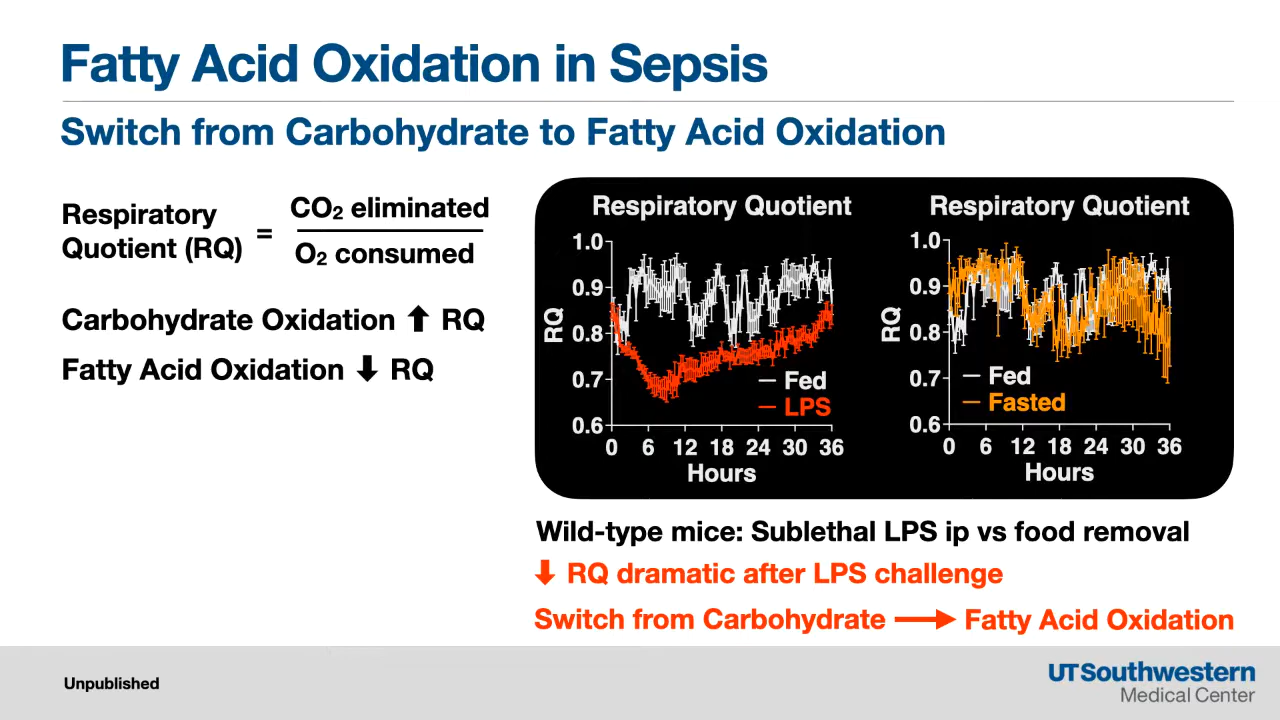 Fatty Acid Oxidation in Sepsis
Switch from Carbohydrate to Fatty Acid Oxidation
Respiratory
Quotient (RQ)
=
CO₂ eliminated
O₂ consumed
Carbohydrate Oxidation ⬆ RQ
Fatty Acid Oxidation ⬇ RQ
Respiratory Quotient
RQ
1.0
0.9
0.8
0.7
0.6
0 6 12 18 24 30 36
Hours
Fed
LPS
Respiratory Quotient
RQ
1.0
0.9
0.8
0.7
0.6
0 6 12 18 24 30 36
Hours
Fed
Fasted
Wild-type mice: Sublethal LPS ip vs food removal
⬇ RQ dramatic after LPS challenge
Switch from Carbohydrate → Fatty Acid Oxidation
Unpublished
UTSouthwestern
Medical Center